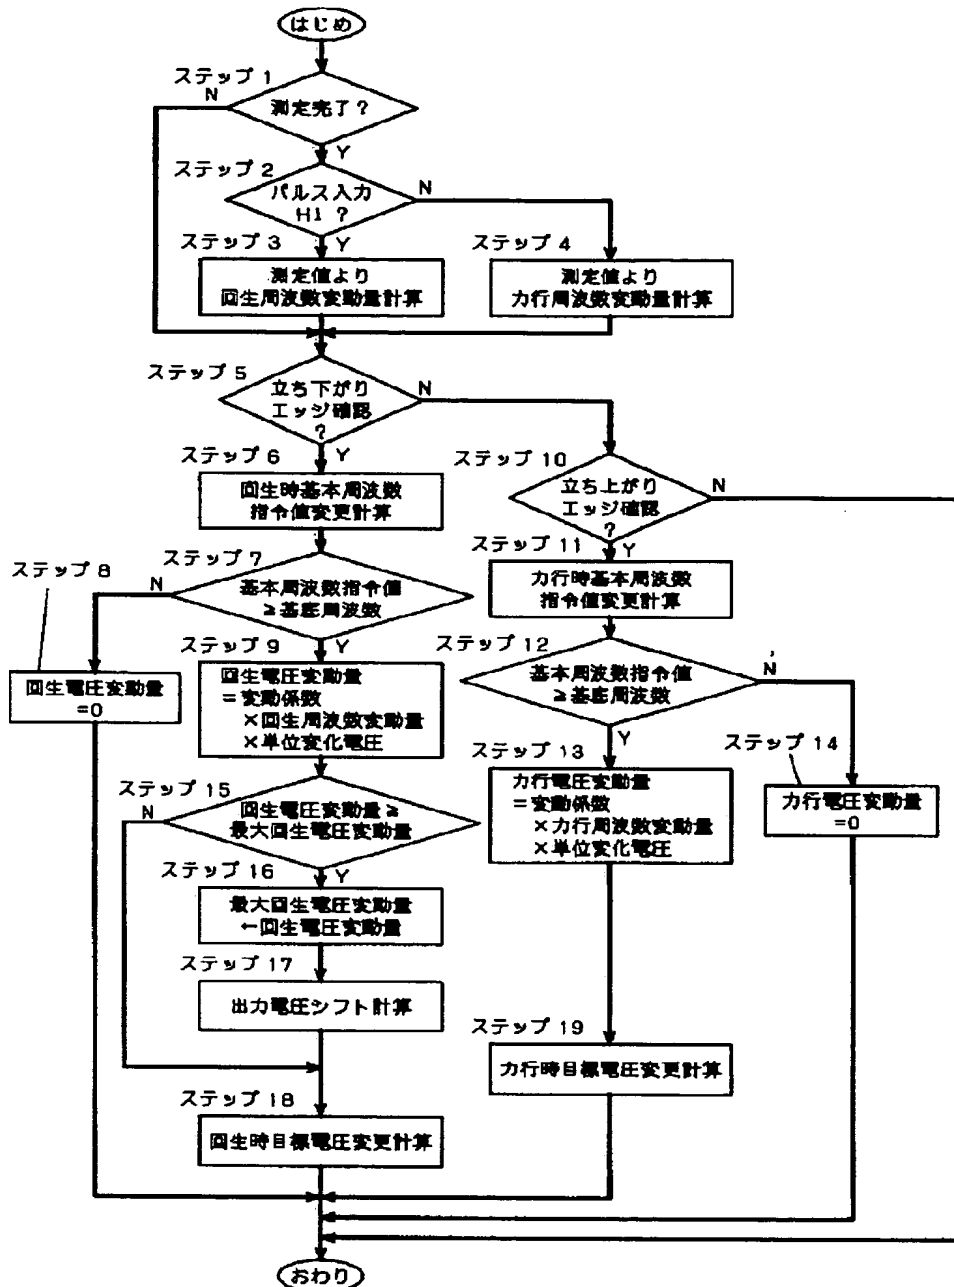 はじめ
ステップ 1
N
測定完了？
Y
ステップ 2
パルス入力
Hi ？
N
Y
ステップ 3
測定値より
回生周波数変動量計算
ステップ 4
測定値より
力行周波数変動量計算
ステップ 5
立ち下がり
エッジ確認
？
N
Y
ステップ 6
回生時基本周波数
指令値変更計算
ステップ 10
立ち上がり
エッジ確認
？
N
Y
ステップ 7
基本周波数指令値
≧基底周波数
N
Y
ステップ 8
回生電圧変動量
=0
ステップ 11
力行時基本周波数
指令値変更計算
ステップ 9
回生電圧変動量
=変動係数
×回生周波数変動量
×単位変化電圧
ステップ 12
基本周波数指令値
≧基底周波数
N
Y
ステップ 13
力行電圧変動量
=変動係数
×力行周波数変動量
×単位変化電圧
ステップ 14
力行電圧変動量
=0
ステップ 15
N
回生電圧変動量≧
最大回生電圧変動量
Y
ステップ 16
最大回生電圧変動量
←回生電圧変動量
ステップ 17
出力電圧シフト計算
ステップ 19
力行時目標電圧変更計算
ステップ 18
回生時目標電圧変更計算
おわり